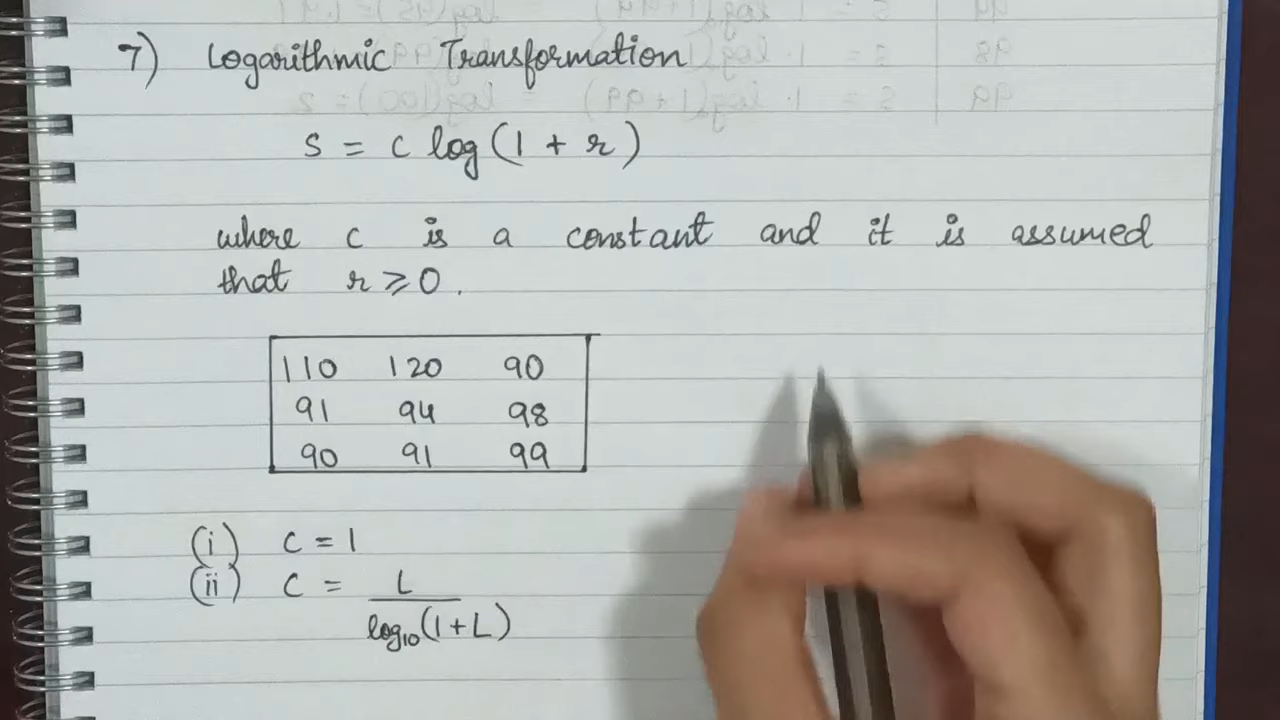 7) Logarithmic Transformation
s = c log (1 + r)
where c is a constant and it is assumed
that r ≥ 0.
110 120 90
91 94 98
90 91 99
(i) c = 1
(ii) c = L / log₁₀(1+L)